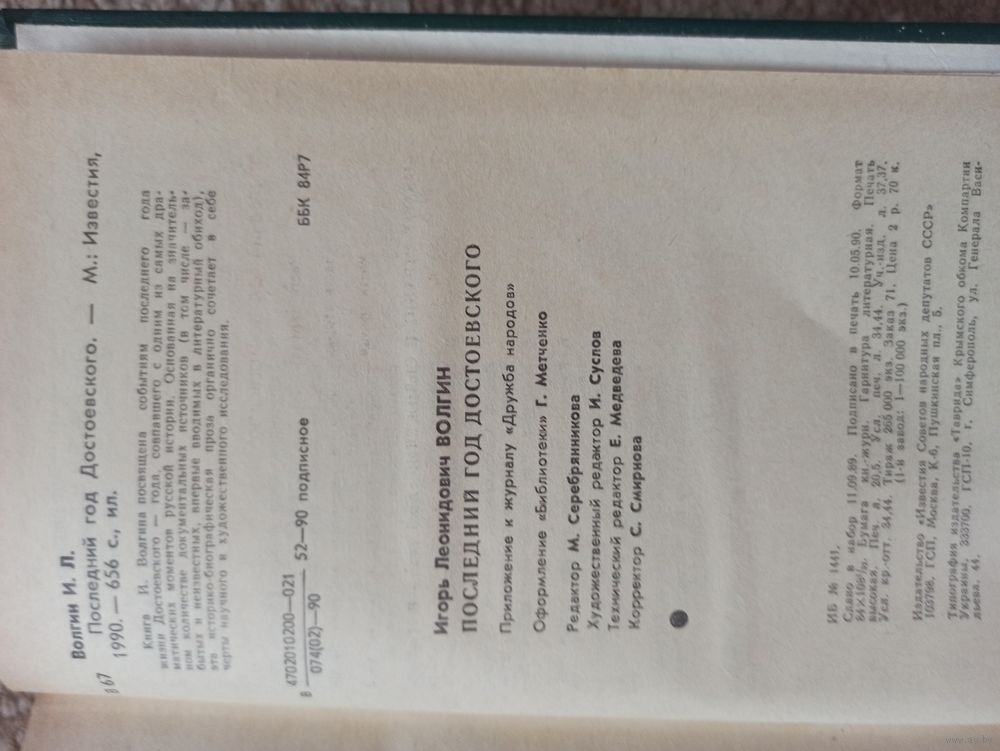 Волгин И. Л.
В 67
Последний год Достоевского. — М.: Известия,
1990. — 656 с., ил.
Книга И. Волгина посвящена событиям последнего года
жизни Достоевского — года, совпавшего с одним из самых дра-
матических моментов русской истории. Основанная на значитель-
ном количестве документальных источников (в том числе — за-
бытых и неизвестных, впервые вводимых в литературный обиход),
эта историко-биографическая проза органично сочетает в себе
черты научного и художественного исследования.
В 4702010200—021
074(02)—90
52—90 подписное
ББК 84Р7
Игорь Леонидович ВОЛГИН
ПОСЛЕДНИЙ ГОД ДОСТОЕВСКОГО
Приложение к журналу «Дружба народов»
Оформление «Библиотеки» Г. Метченко
Редактор М. Серебрянникова
Художественный редактор И. Суслов
Технический редактор Е. Медведева
Корректор С. Смирнова
ИБ № 1441.
Сдано в набор 11.09.89. Подписано в печать 10.05.90. Формат
84×108¹/₃₂. Бумага кн.-журн. Гарнитура литературная. Печать
высокая. Печ. л. 20,5. Усл. печ. л. 34,44. Уч.-изд. л. 37,37.
Усл. кр.-отт. 34,44. Тираж 265 000 экз. Заказ 71. Цена 2 р. 70 к.
(1-й завод: 1—100 000 экз.)
Издательство «Известия Советов народных депутатов СССР»
103798, ГСП, Москва, К-6, Пушкинская пл., 5.
Типография издательства «Таврида» Крымского обкома Компартии
Украины, 333700, ГСП-10, г. Симферополь, ул. Генерала Васи-
льева, 44.
www.ay.by